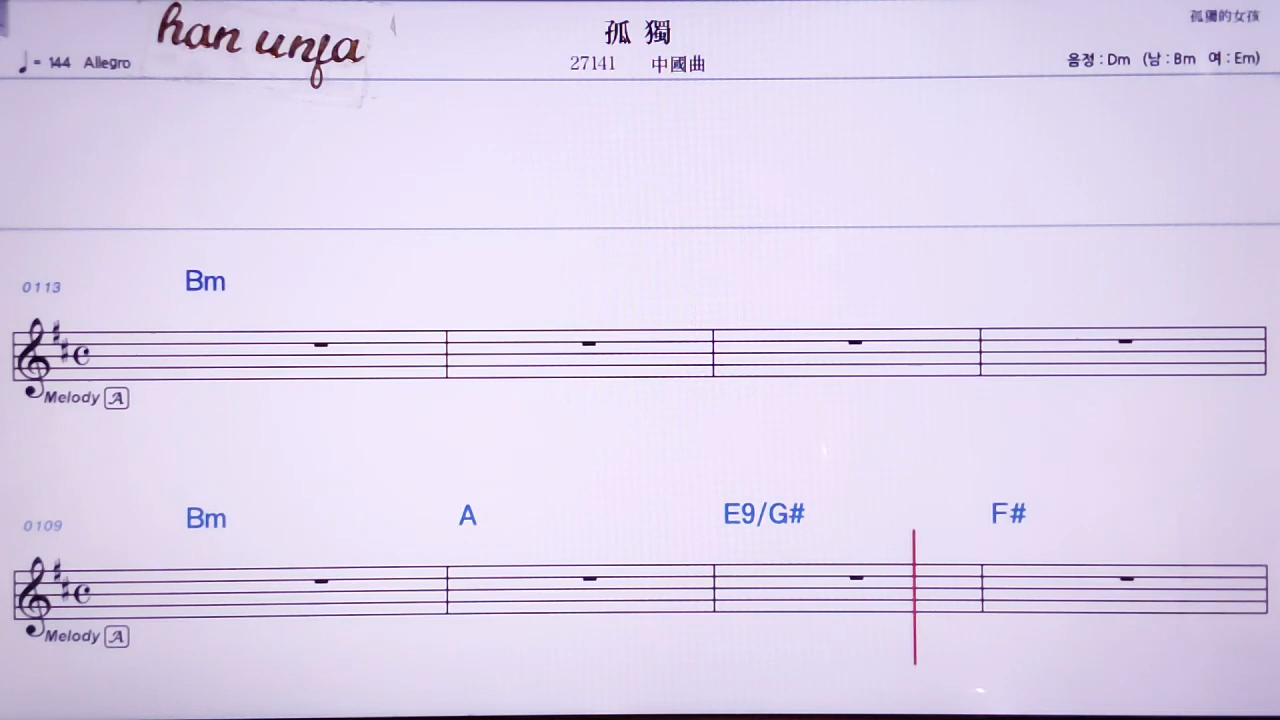 han unfa
孤獨
孤獨的女孩
♩= 144 Allegro
27141 中國曲
음정 : Dm (남 : Bm 여 : Em)
0113 Bm
Melody A
0109 Bm A E9/G# F#
Melody A